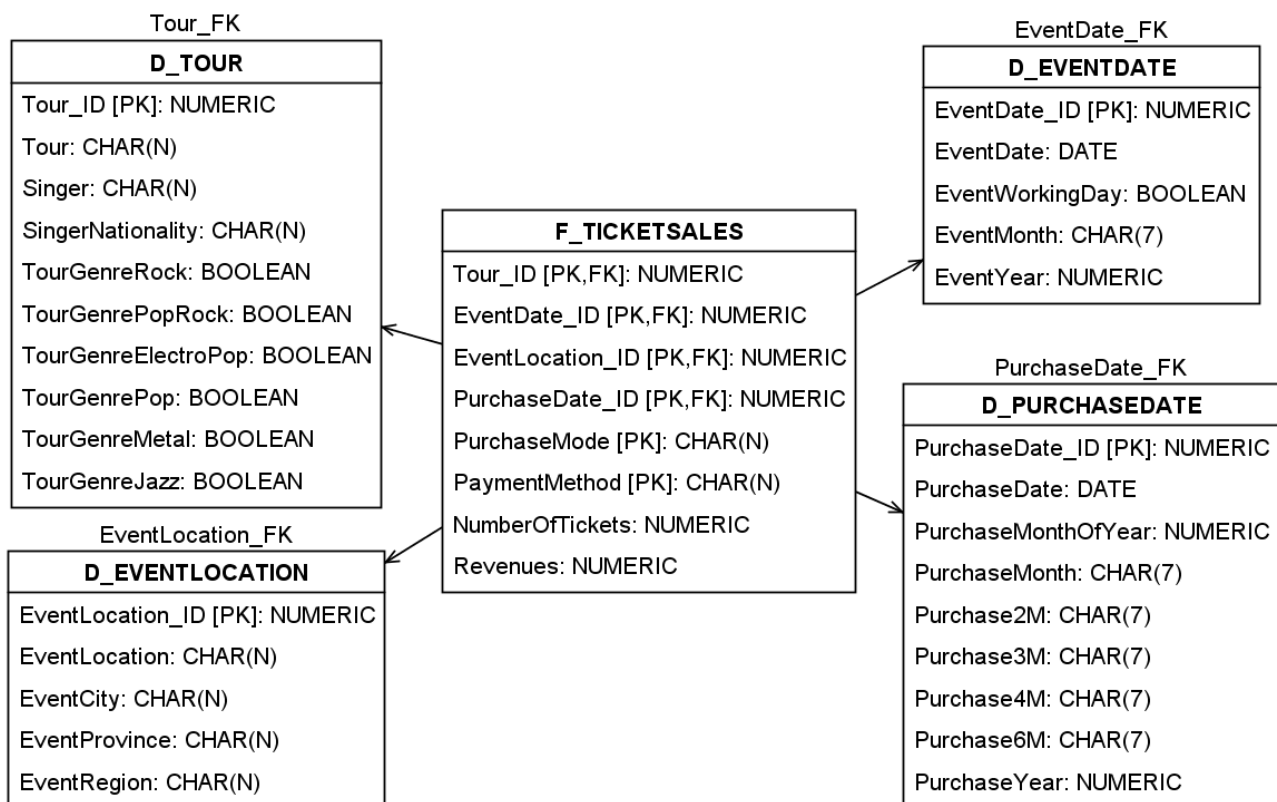 Tour_FK
D_TOUR
Tour_ID [PK]: NUMERIC
Tour: CHAR(N)
Singer: CHAR(N)
SingerNationality: CHAR(N)
TourGenreRock: BOOLEAN
TourGenrePopRock: BOOLEAN
TourGenreElectroPop: BOOLEAN
TourGenrePop: BOOLEAN
TourGenreMetal: BOOLEAN
TourGenreJazz: BOOLEAN
EventLocation_FK
D_EVENTLOCATION
EventLocation_ID [PK]: NUMERIC
EventLocation: CHAR(N)
EventCity: CHAR(N)
EventProvince: CHAR(N)
EventRegion: CHAR(N)
F_TICKETSALES
Tour_ID [PK,FK]: NUMERIC
EventDate_ID [PK,FK]: NUMERIC
EventLocation_ID [PK,FK]: NUMERIC
PurchaseDate_ID [PK,FK]: NUMERIC
PurchaseMode [PK]: CHAR(N)
PaymentMethod [PK]: CHAR(N)
NumberOfTickets: NUMERIC
Revenues: NUMERIC
EventDate_FK
D_EVENTDATE
EventDate_ID [PK]: NUMERIC
EventDate: DATE
EventWorkingDay: BOOLEAN
EventMonth: CHAR(7)
EventYear: NUMERIC
PurchaseDate_FK
D_PURCHASEDATE
PurchaseDate_ID [PK]: NUMERIC
PurchaseDate: DATE
PurchaseMonthOfYear: NUMERIC
PurchaseMonth: CHAR(7)
Purchase2M: CHAR(7)
Purchase3M: CHAR(7)
Purchase4M: CHAR(7)
Purchase6M: CHAR(7)
PurchaseYear: NUMERIC